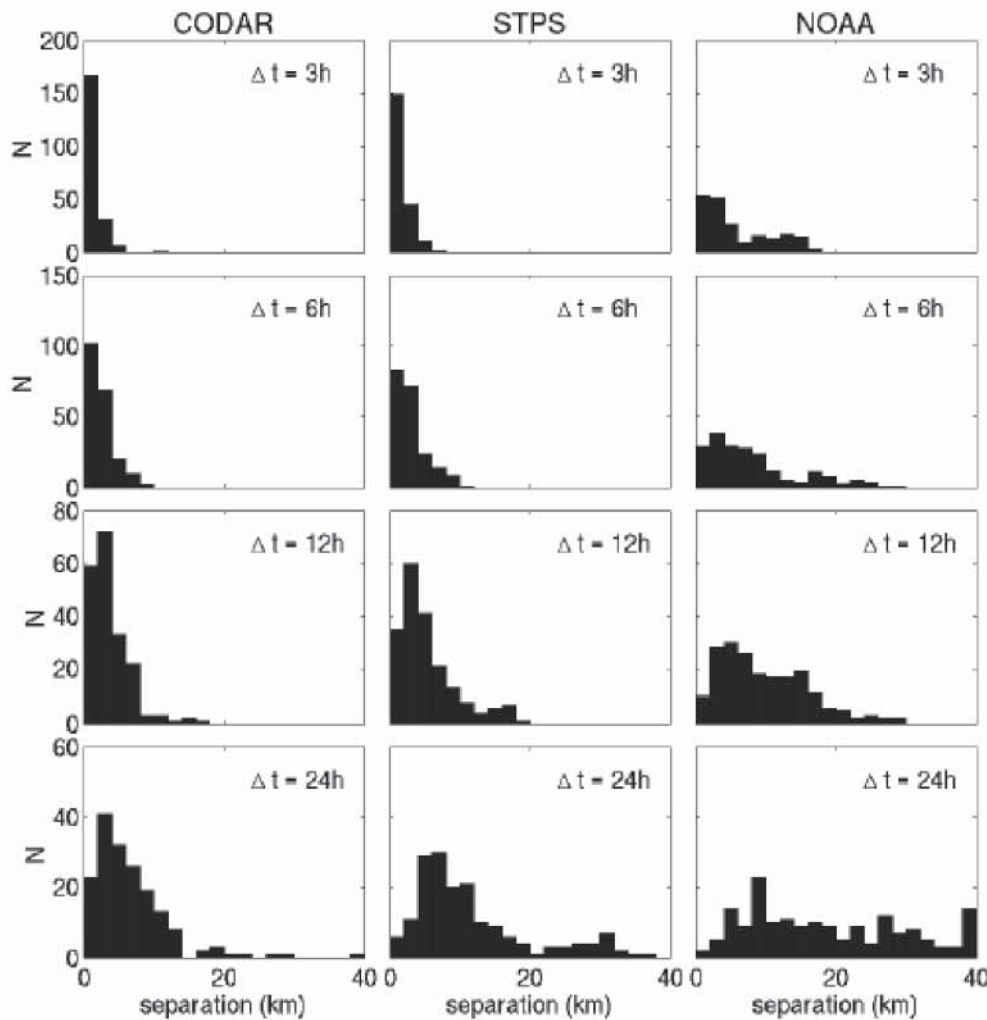 CODAR STPS NOAA
200
150
100
50
0
N
Δ t = 3h
Δ t = 3h
Δ t = 3h
150
100
50
0
N
Δ t = 6h
Δ t = 6h
Δ t = 6h
80
60
40
20
0
N
Δ t = 12h
Δ t = 12h
Δ t = 12h
60
40
20
0
N
Δ t = 24h
Δ t = 24h
Δ t = 24h
0 20 40 0 20 40 0 20 40
separation (km) separation (km) separation (km)